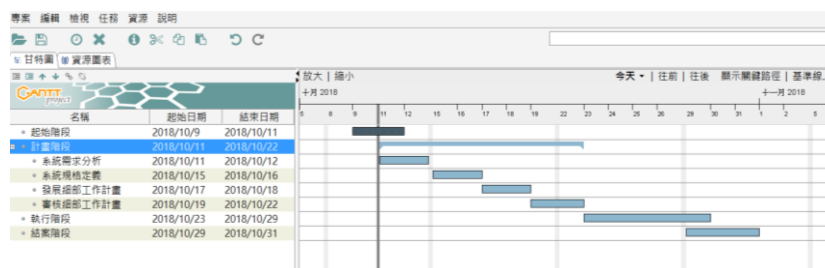 專案 編輯 檢視 任務 資源 說明
甘特圖 資源圖表
放大 | 縮小 今天 | 往前 | 往後 顯示關鍵路徑 | 基準線...
GANTT project
十月 2018 十一月 2018
名稱 起始日期 結束日期
5 8 9 11 12 15 16 17 18 19 22 23 24 25 26 29 30 31 1 2 5
起始階段 2018/10/9 2018/10/11
計畫階段 2018/10/11 2018/10/22
系統需求分析 2018/10/11 2018/10/12
系統規格定義 2018/10/15 2018/10/16
發展細部工作計畫 2018/10/17 2018/10/18
審核細部工作計畫 2018/10/19 2018/10/22
執行階段 2018/10/23 2018/10/29
結案階段 2018/10/29 2018/10/31